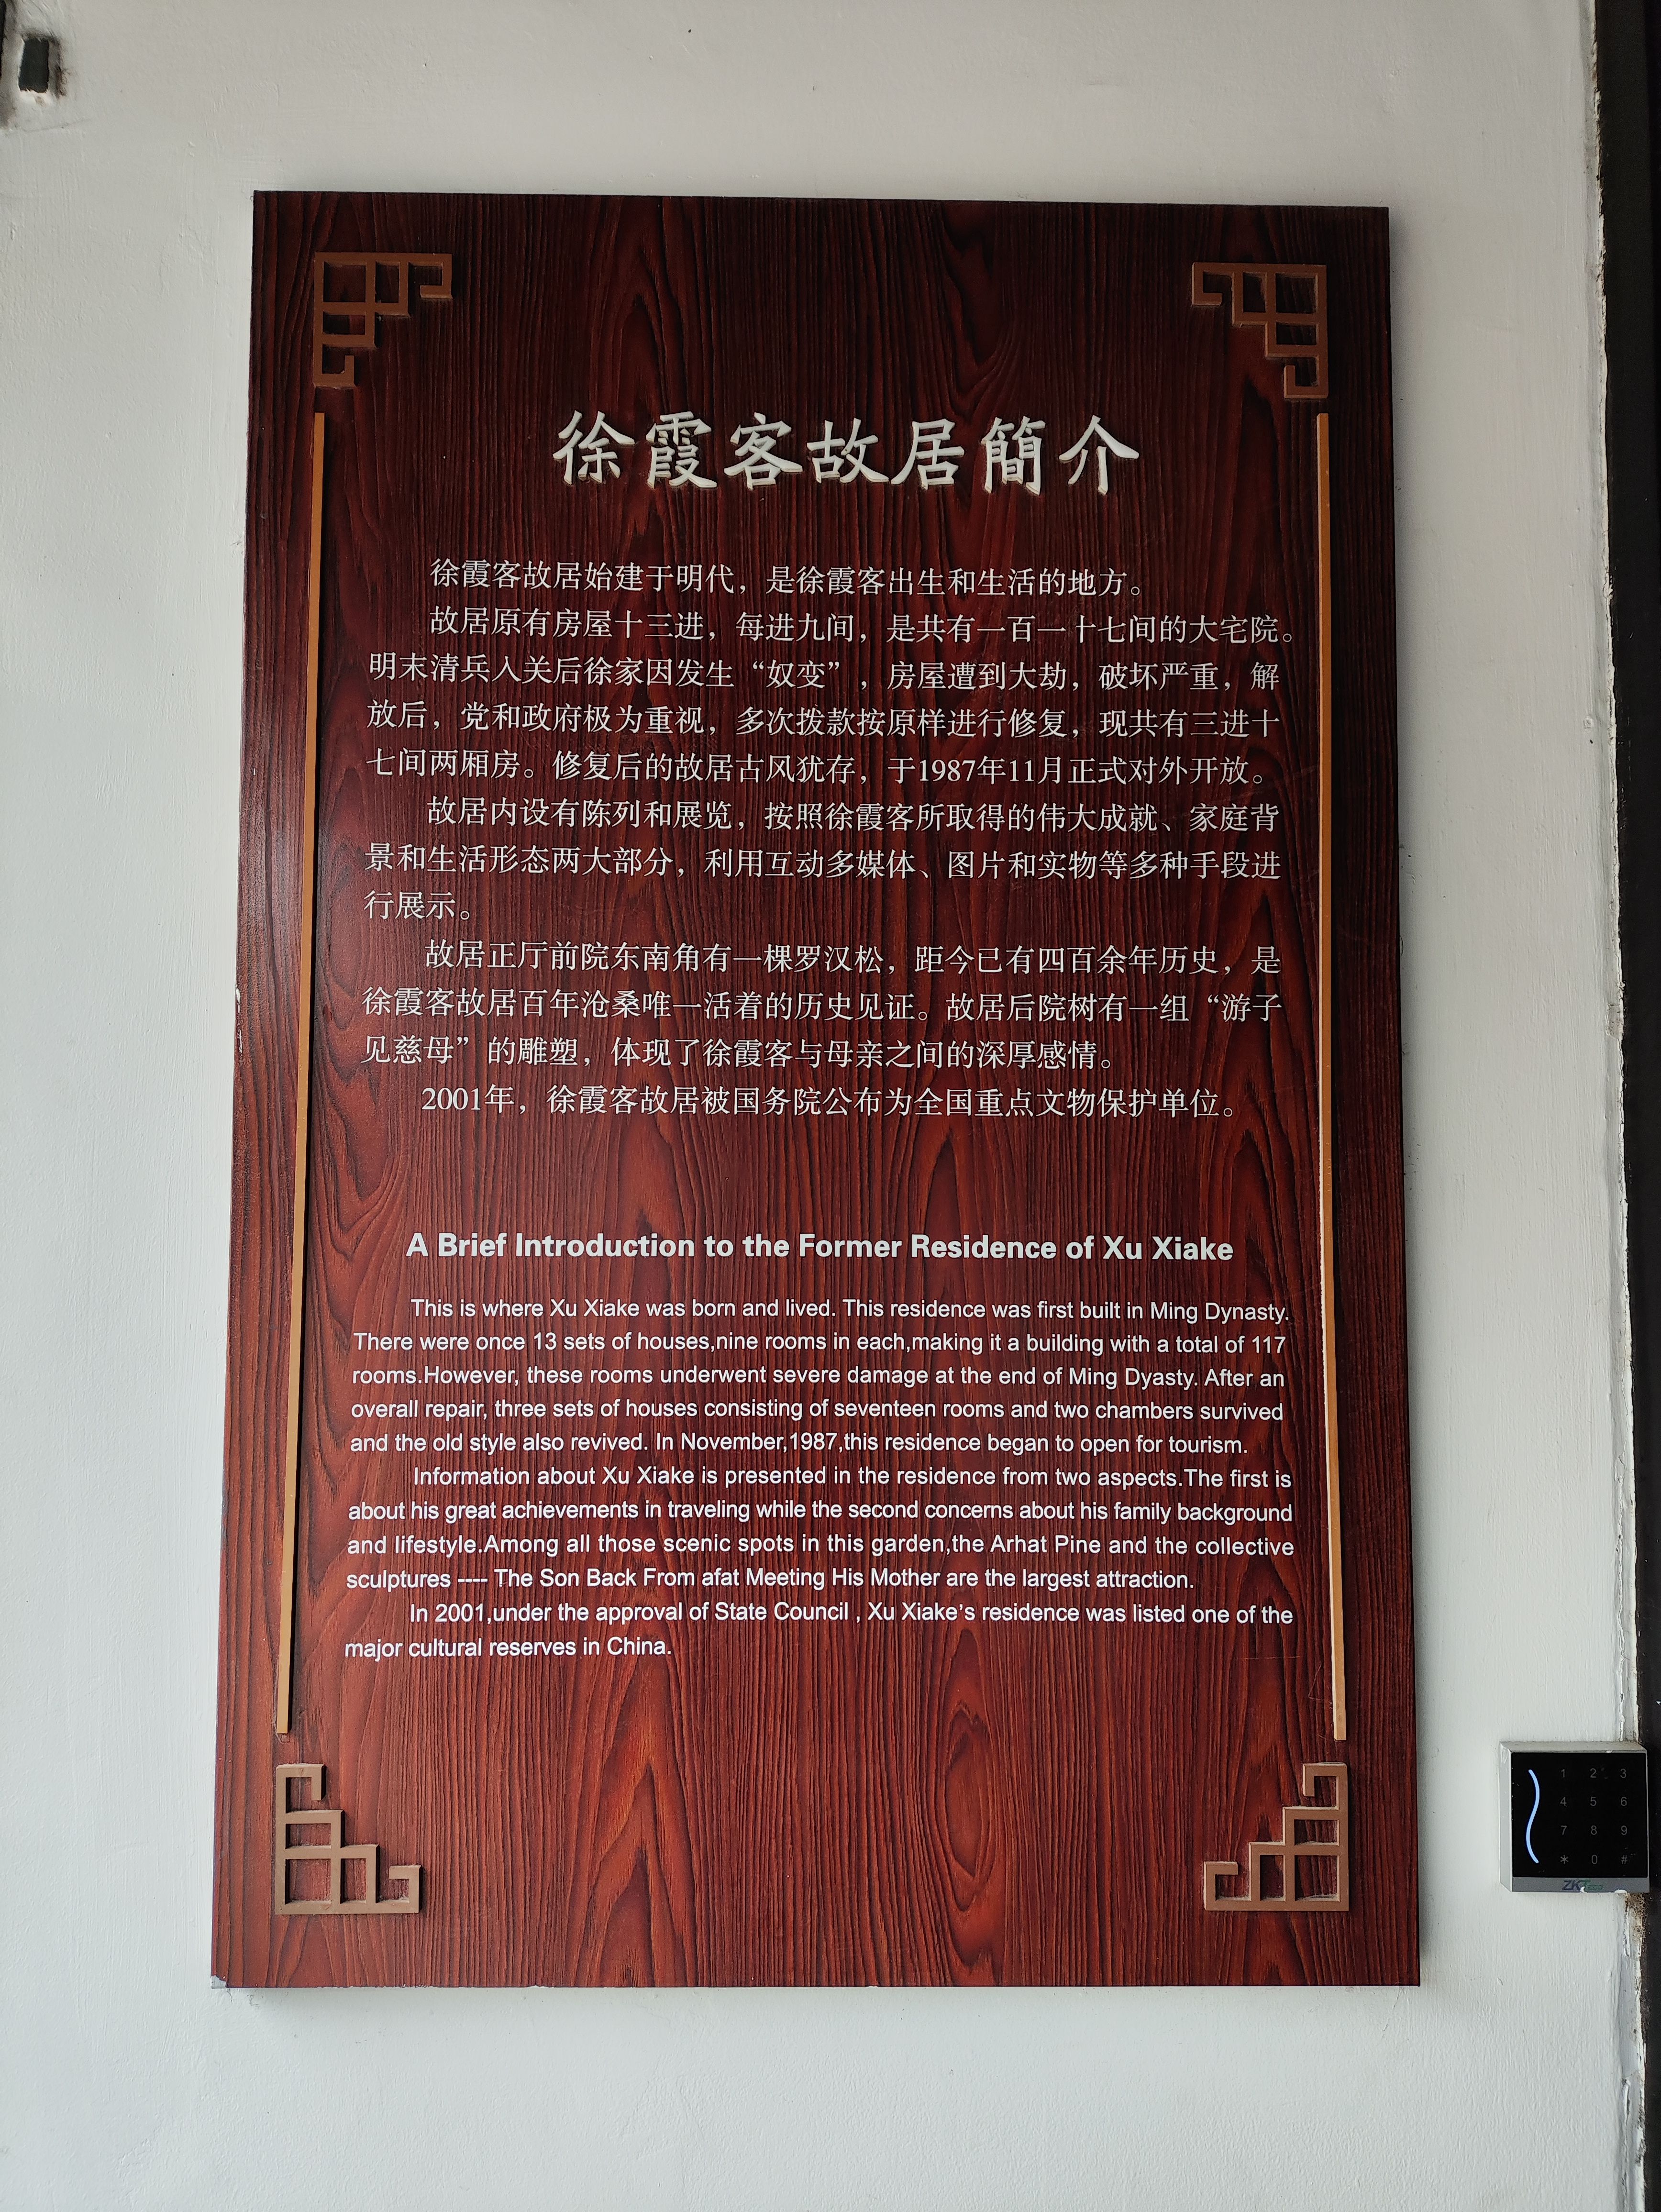 徐霞客故居簡介
徐霞客故居始建于明代，是徐霞客出生和生活的地方。
故居原有房屋十三进，每进九间，是共有一百一十七间的大宅院。
明末清兵入关后徐家因发生“奴变”，房屋遭到大劫，破坏严重，解
放后，党和政府极为重视，多次拨款按原样进行修复，现共有三进十
七间两厢房。修复后的故居古风犹存，于1987年11月正式对外开放。
故居内设有陈列和展览，按照徐霞客所取得的伟大成就、家庭背
景和生活形态两大部分，利用互动多媒体、图片和实物等多种手段进
行展示。
故居正厅前院东南角有一棵罗汉松，距今已有四百余年历史，是
徐霞客故居百年沧桑唯一活着的历史见证。故居后院树有一组“游子
见慈母”的雕塑，体现了徐霞客与母亲之间的深厚感情。
2001年，徐霞客故居被国务院公布为全国重点文物保护单位。
A Brief Introduction to the Former Residence of Xu Xiake
This is where Xu Xiake was born and lived. This residence was first built in Ming Dynasty.
There were once 13 sets of houses,nine rooms in each,making it a building with a total of 117
rooms.However, these rooms underwent severe damage at the end of Ming Dyasty. After an
overall repair, three sets of houses consisting of seventeen rooms and two chambers survived
and the old style also revived. In November,1987,this residence began to open for tourism.
Information about Xu Xiake is presented in the residence from two aspects.The first is
about his great achievements in traveling while the second concerns about his family background
and lifestyle.Among all those scenic spots in this garden,the Arhat Pine and the collective
sculptures ---- The Son Back From afat Meeting His Mother are the largest attraction.
In 2001,under the approval of State Council , Xu Xiake's residence was listed one of the
major cultural reserves in China.
1 2 3
4 5 6
7 8 9
* 0 #